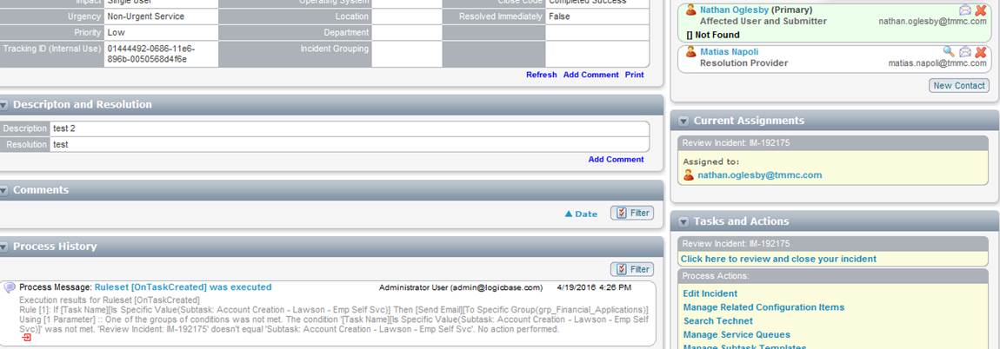 Impact Single User Operating System Close Code Completed Success
Urgency Non-Urgent Service Location Resolved Immediately False
Priority Low Department
Tracking ID (Internal Use) 01444492-0686-11e6- Incident Grouping
896b-0050568d4f6e
Refresh Add Comment Print
Descripton and Resolution
Description test 2
Resolution test
Add Comment
Comments
Date Filter
Process History
Filter
Process Message: Ruleset [OnTaskCreated] was executed Administrator User (admin@logicbase.com) 4/19/2016 4:26 PM
Execution results for Ruleset [OnTaskCreated]
Rule [1]: If [Task Name][Is Specific Value(Subtask: Account Creation - Lawson - Emp Self Svc)] Then [Send Email][To Specific Group(grp_Financial_Applications)]
Using [1 Parameter] :: One of the groups of conditions was not met. The condition '[Task Name][Is Specific Value(Subtask: Account Creation - Lawson - Emp Self
Svc)]' was not met. 'Review Incident: IM-192175' doesn't equal 'Subtask: Account Creation - Lawson - Emp Self Svc'. No action performed.
Nathan Oglesby (Primary)
Affected User and Submitter nathan.oglesby@tmmc.com
[] Not Found
Matias Napoli
Resolution Provider matias.napoli@tmmc.com
New Contact
Current Assignments
Review Incident: IM-192175
Assigned to:
nathan.oglesby@tmmc.com
Tasks and Actions
Review Incident: IM-192175
Click here to review and close your incident
Process Actions:
Edit Incident
Manage Related Configuration Items
Search Technet
Manage Service Queues
Manage Subtask Templates